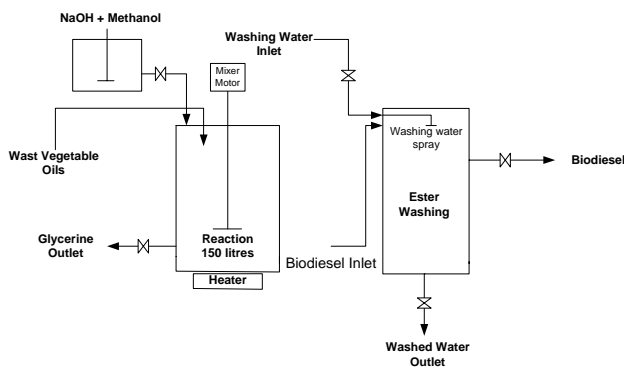 NaOH + Methanol
Washing Water
Inlet
Mixer
Motor
Washing water
spray
Wast Vegetable
Oils
Biodiesel
Ester
Washing
Glycerine
Outlet
Reaction
150 litres
Biodiesel Inlet
Heater
Washed Water
Outlet